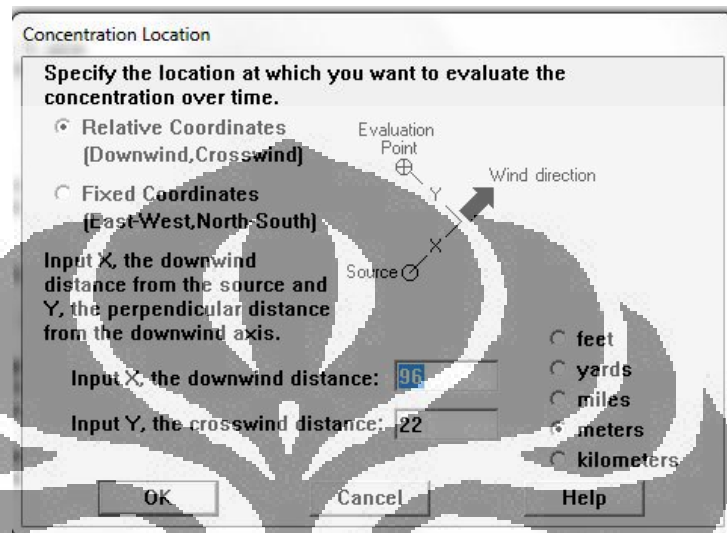 Concentration Location
Specify the location at which you want to evaluate the
concentration over time.
Relative Coordinates
(Downwind,Crosswind)
Fixed Coordinates
(East-West,North-South)
Evaluation
Point
Wind direction
Y
X
Source
Input X, the downwind
distance from the source and
Y, the perpendicular distance
from the downwind axis.
Input X, the downwind distance: 96
Input Y, the crosswind distance: 22
feet
yards
miles
meters
kilometers
OK Cancel Help